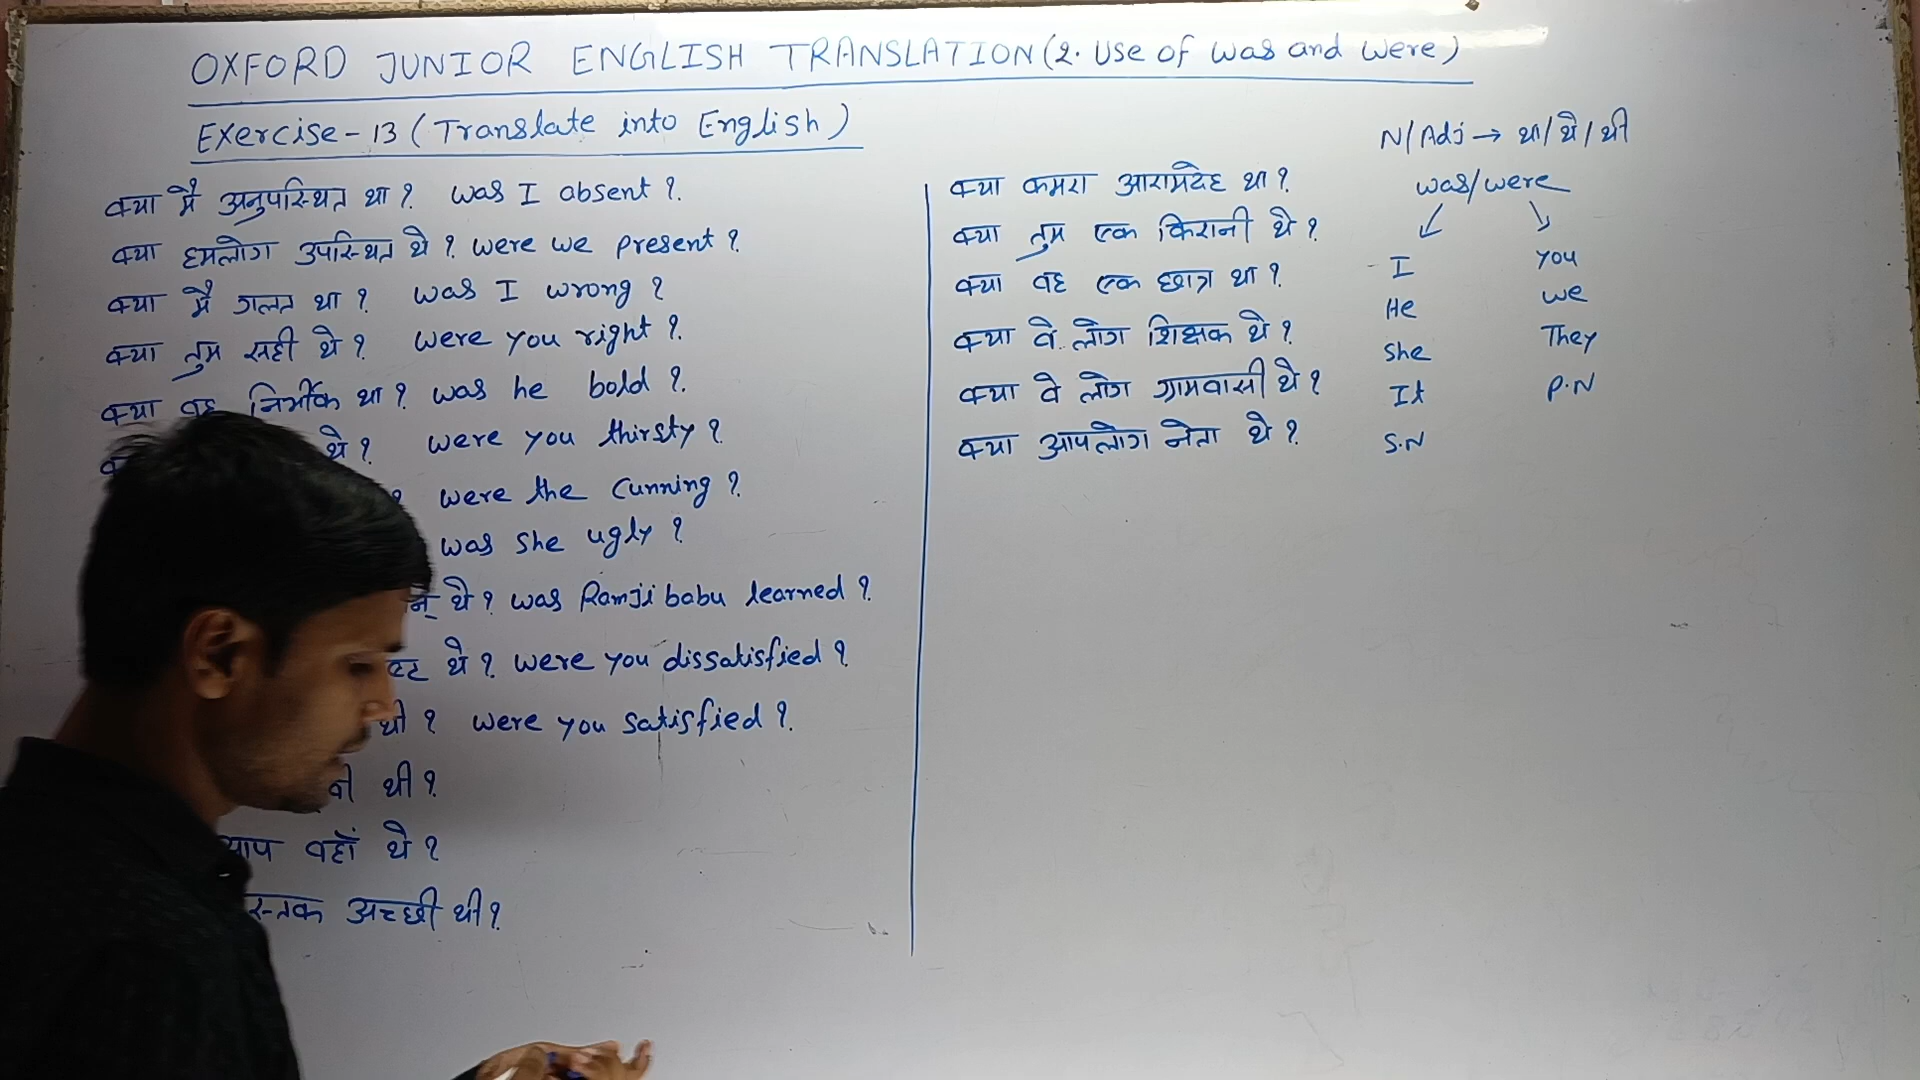 OXFORD JUNIOR ENGLISH TRANSLATION (2. Use of was and were)
Exercise - 13 (Translate into English)
क्या मैं अनुपस्थित था ? was I absent ?
क्या हमलोग उपस्थित थे ? were we present ?
क्या मैं गलत था ? was I wrong ?
क्या तुम सही थे ? were you right ?
क्या वह निर्भीक था ? was he bold ?
थे ? were you thirsty ?
? were the cunning ?
was she ugly ?
थे ? was Ramji babu learned ?
थे ? were you dissatisfied ?
थी ? were you satisfied ?
थी ?
आप वहाँ थे ?
अच्छी थी ?
क्या कमरा आरामदेह था ?
क्या तुम एक किरानी थे ?
क्या वह एक छात्र था ?
क्या वे लोग शिक्षक थे ?
क्या वे लोग ग्रामवासी थे ?
क्या आपलोग नेता थे ?
N/Adj → था/थे/थी
was/were
I You
He we
She They
It P.N
S.N